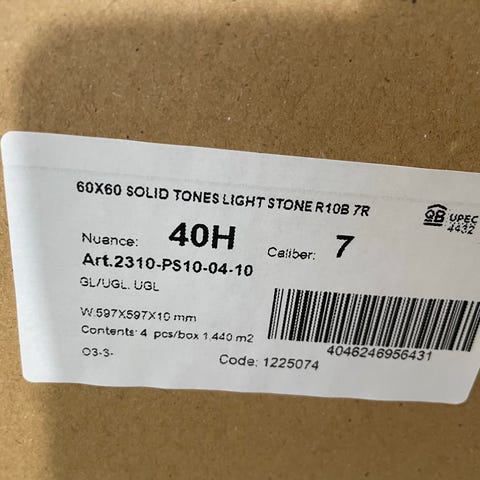 60X60 SOLID TONES LIGHT STONE R10B 7R
QB UPEC
4432
Nuance: 40H Caliber: 7
Art.2310-PS10-04-10
GL/UGL. UGL
W:597X597X10 mm
Contents: 4 pcs/box 1.440 m2
4046246956431
O3-S-
Code: 1225074